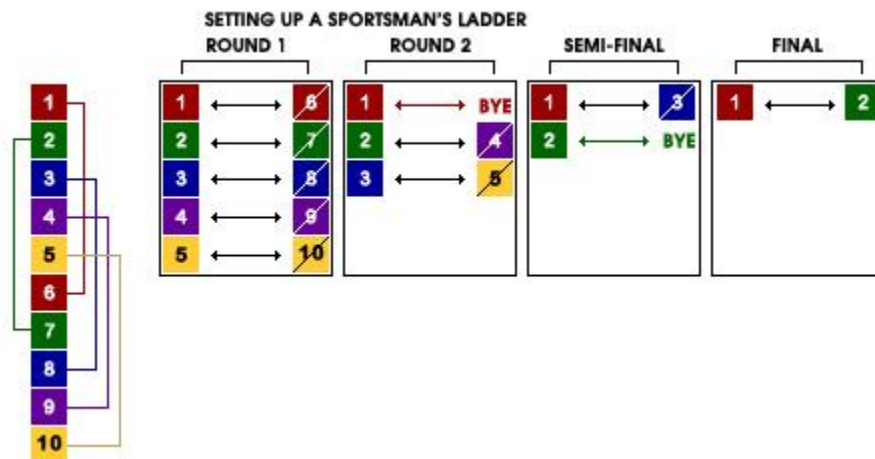 SETTING UP A SPORTSMAN'S LADDER
ROUND 1 ROUND 2 SEMI-FINAL FINAL
1 1 6 1 BYE 1 3 1 2
2 2 7 2 4 2 BYE
3 3 8 3 5
4 4 9
5 5 10
6
7
8
9
10